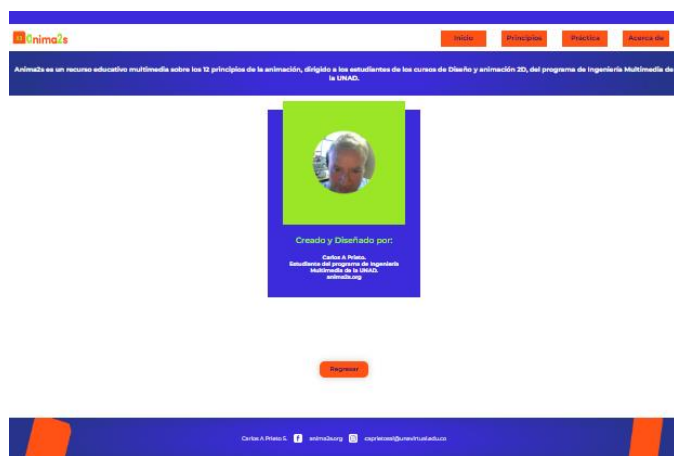 Anima2s
Inicio
Principios
Práctica
Acerca de
Anima2s es un recurso educativo multimedia sobre los 12 principios de la animación, dirigido a los estudiantes de los cursos de Diseño y animación 2D, del programa de Ingeniería Multimedia de
la UNAD.
Creado y Diseñado por:
Carlos A Prieto.
Estudiante del programa de Ingeniería
Multimedia de la UNAD.
anima2s.org
Regresar
Carlos A Prieto S. anima2s.org